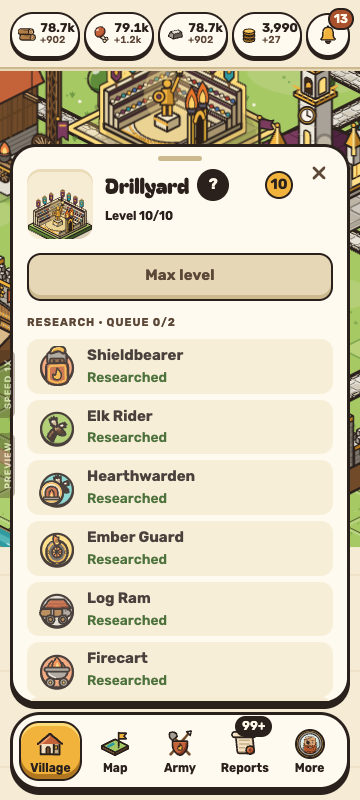 78.7k
+902
79.1k
+1.2k
78.7k
+902
3,990
+27
13
Drillyard
?
10
Level 10/10
Max level
RESEARCH • QUEUE 0/2
Shieldbearer
Researched
Elk Rider
Researched
Hearthwarden
Researched
Ember Guard
Researched
Log Ram
Researched
Firecart
Researched
SPEED 1X
PREVIEW
99+
Village
Map
Army
Reports
More